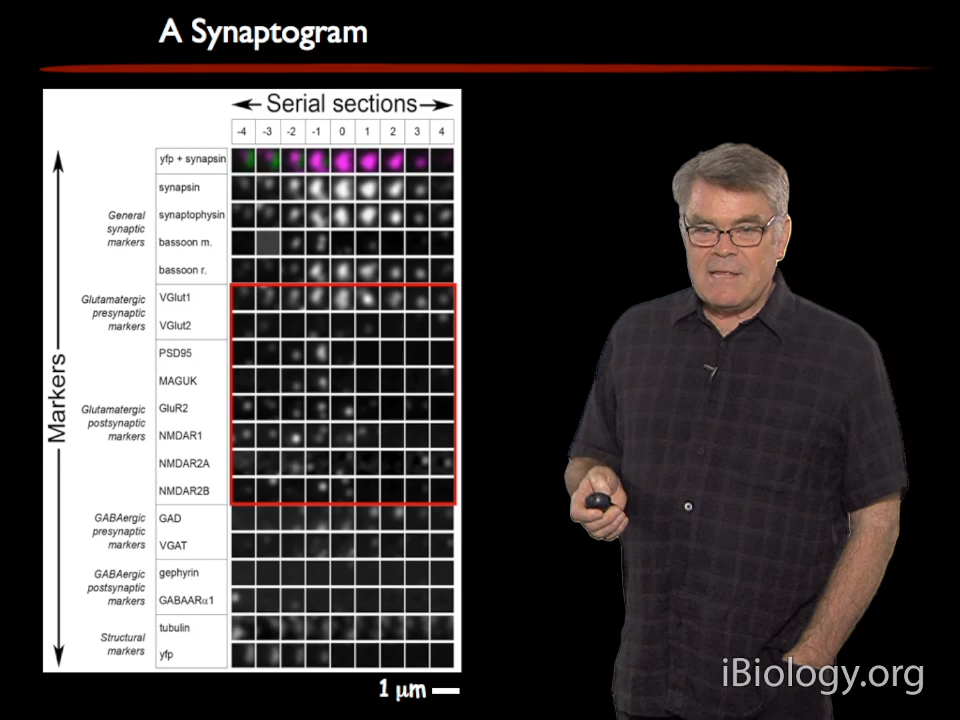 A Synaptogram
Serial sections
-4 -3 -2 -1 0 1 2 3 4
Markers
yfp + synapsin
General synaptic markers
synapsin
synaptophysin
bassoon m.
bassoon r.
Glutamatergic presynaptic markers
VGlut1
VGlut2
Glutamatergic postsynaptic markers
PSD95
MAGUK
GluR2
NMDAR1
NMDAR2A
NMDAR2B
GABAergic presynaptic markers
GAD
VGAT
GABAergic postsynaptic markers
gephyrin
GABAARα1
Structural markers
tubulin
yfp
1 µm
iBiology.org